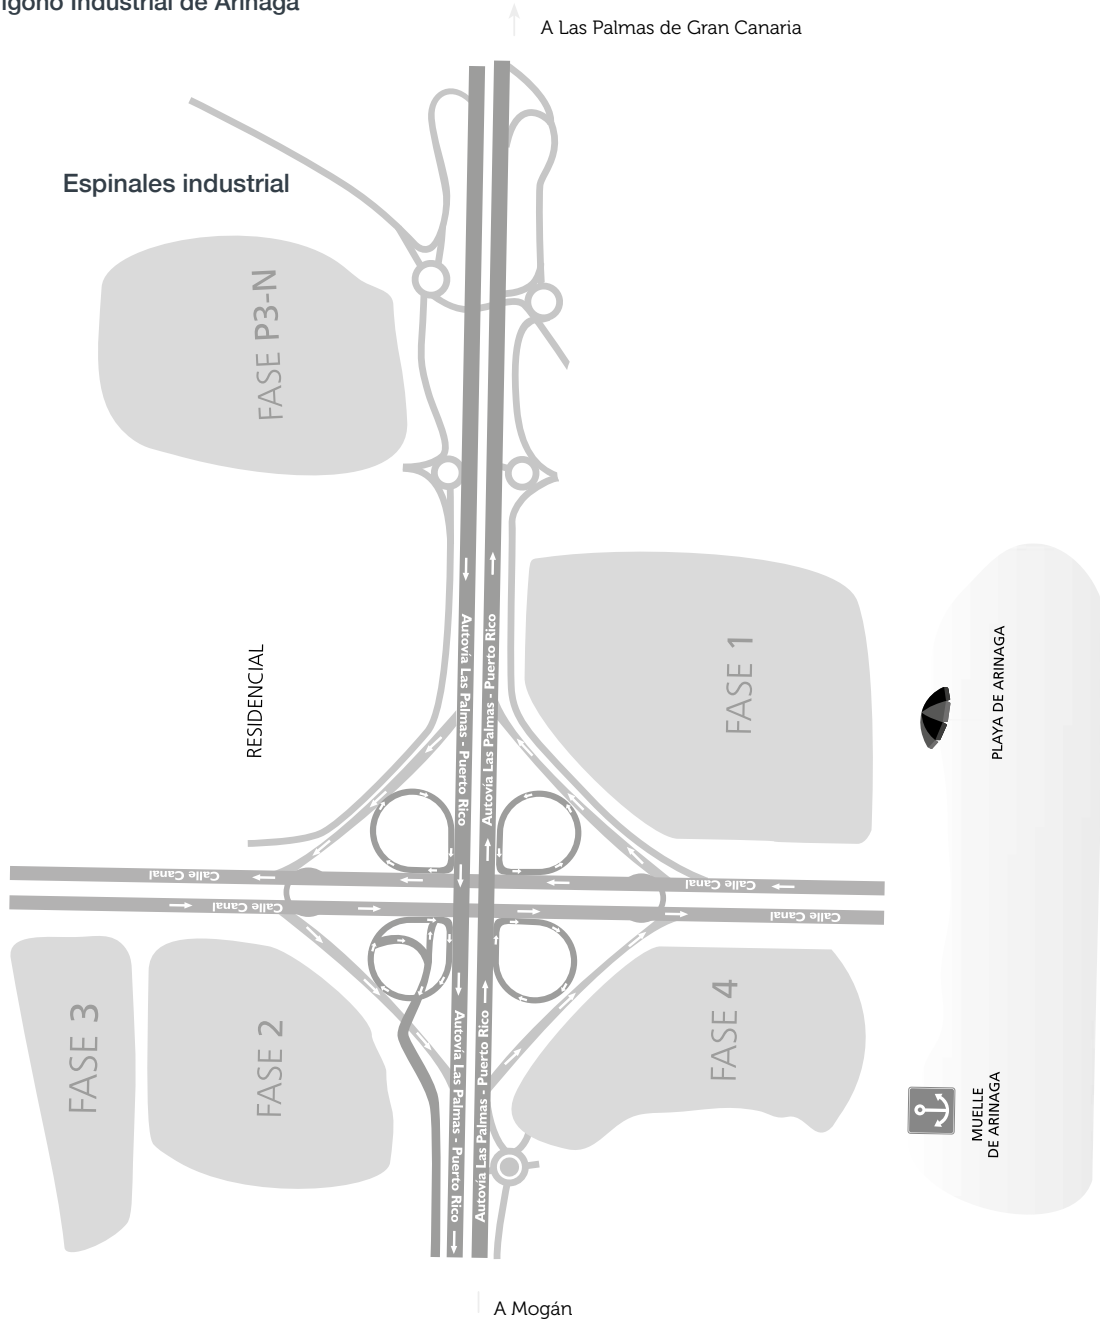 ígono Industrial de Arinaga
A Las Palmas de Gran Canaria
Espinales industrial
FASE P3-N
RESIDENCIAL
FASE 1
PLAYA DE ARINAGA
Autovía Las Palmas - Puerto Rico
Autovía Las Palmas - Puerto Rico
Calle Canal
Calle Canal
Calle Canal
Calle Canal
FASE 3
FASE 2
FASE 4
MUELLE
DE ARINAGA
Autovía Las Palmas - Puerto Rico
Autovía Las Palmas - Puerto Rico
A Mogán